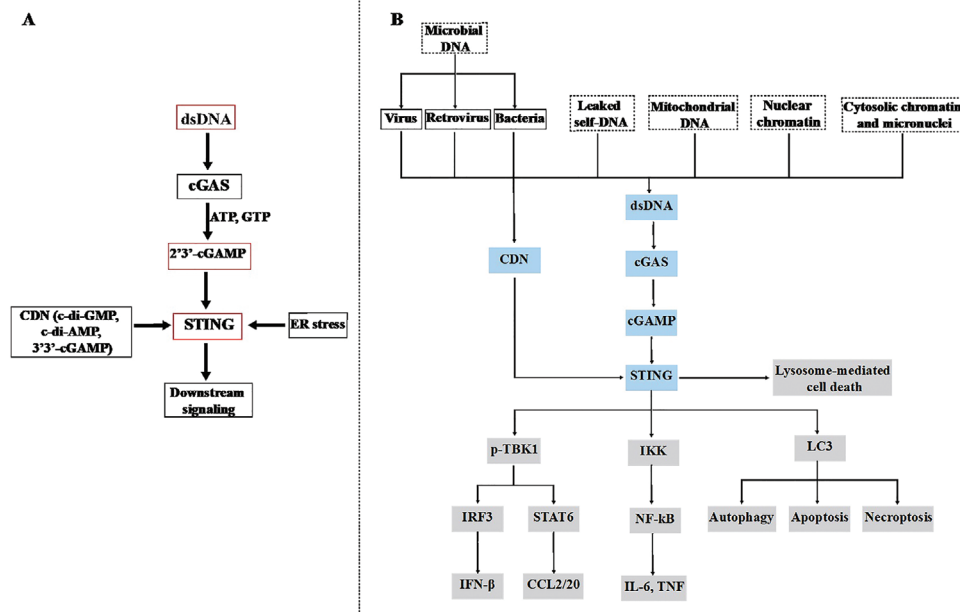 A
dsDNA
cGAS
ATP, GTP
2'3'-cGAMP
CDN (c-di-GMP,
c-di-AMP,
3'3'-cGAMP)
STING
ER stress
Downstream
signaling
B
Microbial
DNA
Virus
Retrovirus
Bacteria
Leaked
self-DNA
Mitochondrial
DNA
Nuclear
chromatin
Cytosolic chromatin
and micronuclei
dsDNA
CDN
cGAS
cGAMP
STING
Lysosome-mediated
cell death
p-TBK1
IKK
LC3
IRF3
STAT6
NF-kB
Autophagy
Apoptosis
Necroptosis
IFN-β
CCL2/20
IL-6, TNF